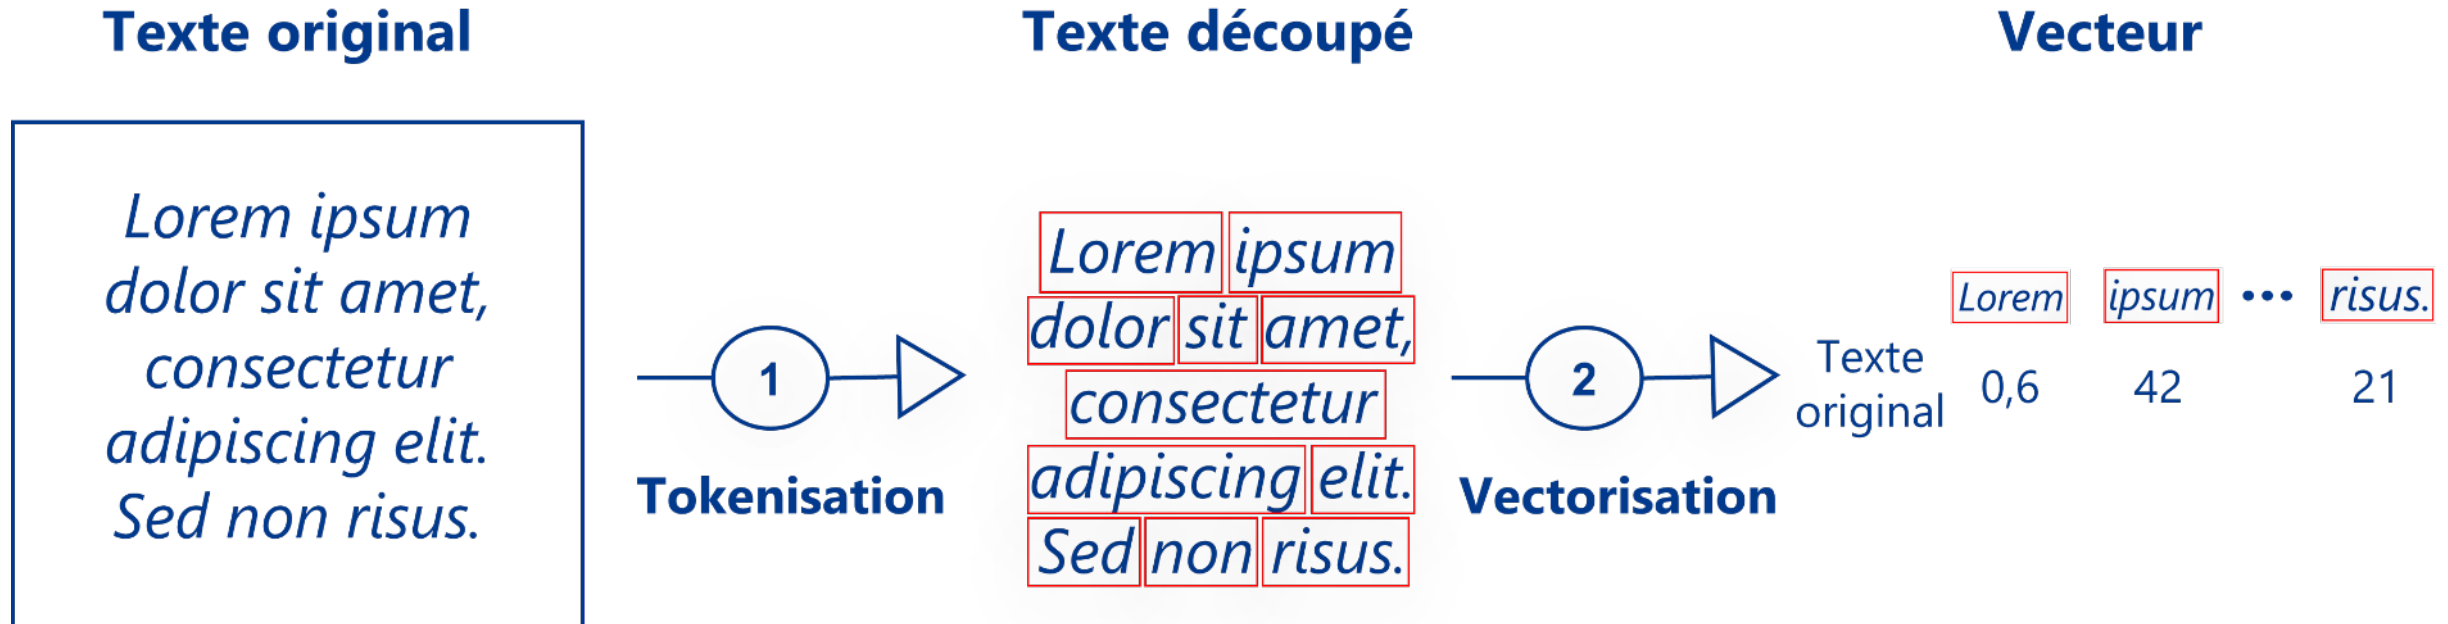 Texte original
Lorem ipsum
dolor sit amet,
consectetur
adipiscing elit.
Sed non risus.
1
Tokenisation
Texte découpé
Lorem ipsum
dolor sit amet,
consectetur
adipiscing elit.
Sed non risus.
2
Vectorisation
Vecteur
Lorem ipsum ••• risus.
Texte
original
0,6 42 21